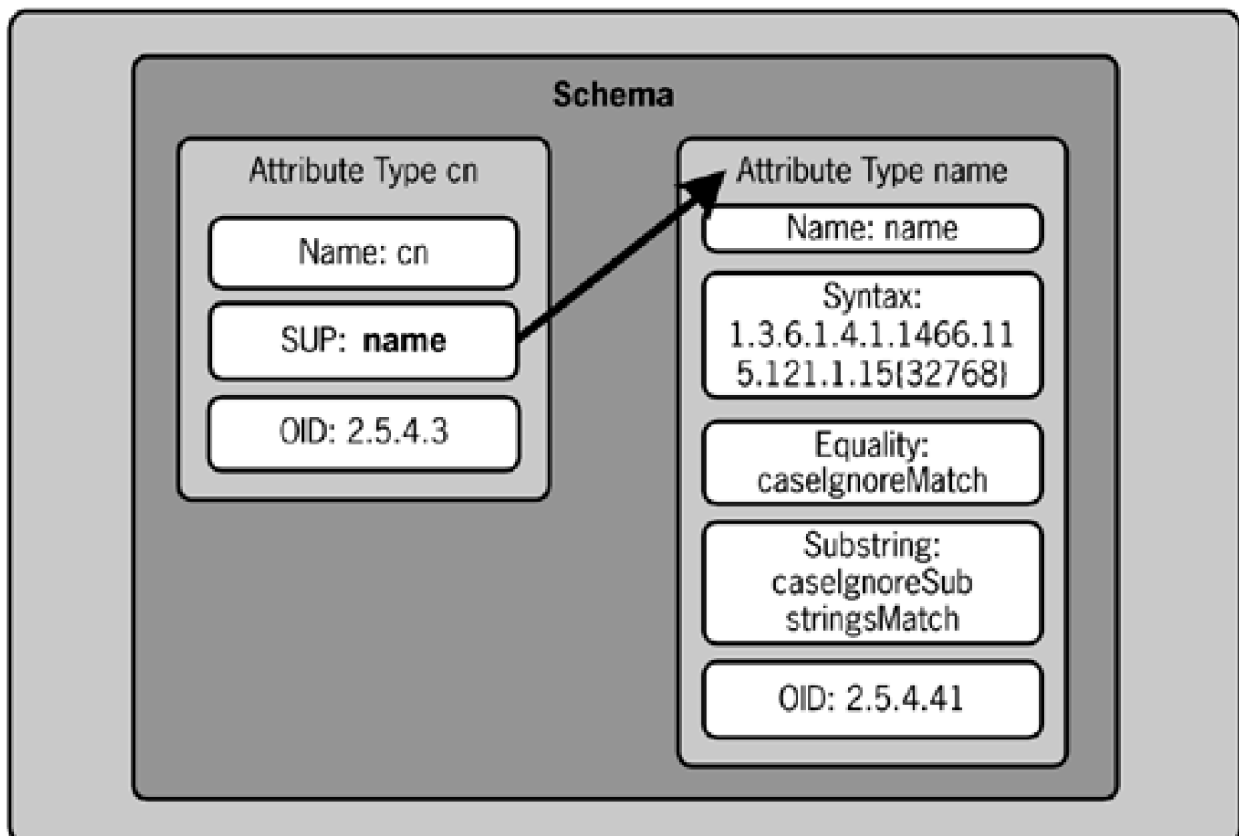 Schema
Attribute Type cn
Name: cn
SUP: name
OID: 2.5.4.3
Attribute Type name
Name: name
Syntax:
1.3.6.1.4.1.1466.11
5.121.1.15{32768}
Equality:
caseIgnoreMatch
Substring:
caseIgnoreSub
stringsMatch
OID: 2.5.4.41